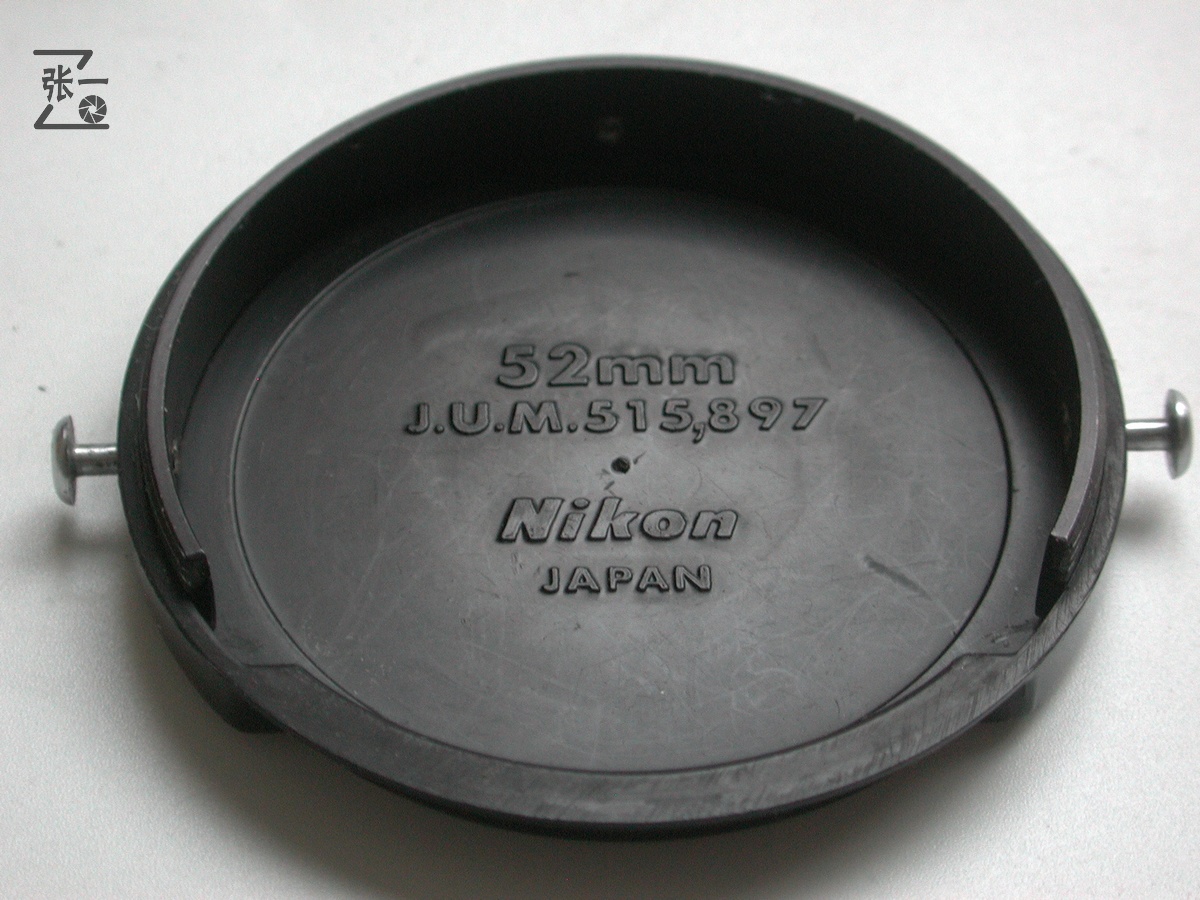 张一
52mm
J.U.M.515,897
Nikon
JAPAN